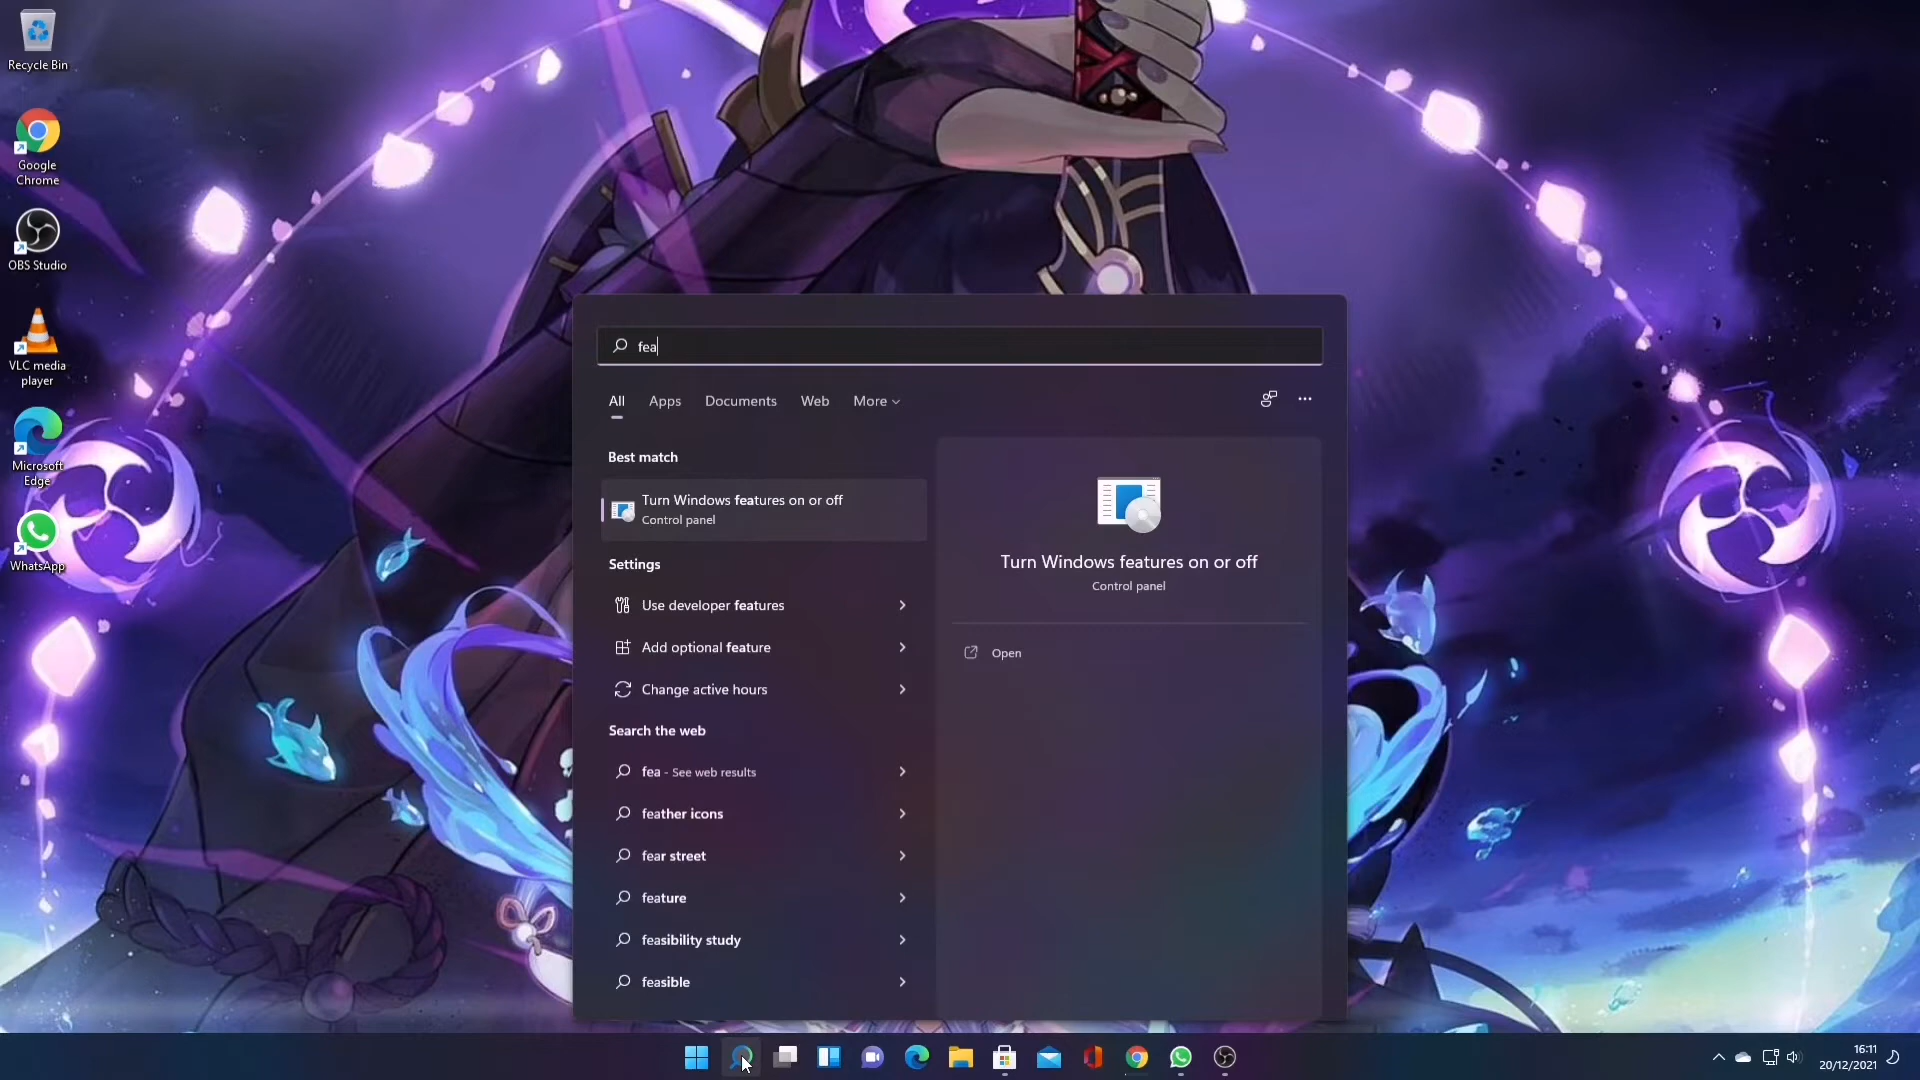 Recycle Bin
Google
Chrome
OBS Studio
VLC media
player
Microsoft
Edge
WhatsApp
fea
All Apps Documents Web More
Best match
Turn Windows features on or off
Control panel
Settings
Use developer features
Add optional feature
Change active hours
Search the web
fea - See web results
feather icons
fear street
feature
feasibility study
feasible
Turn Windows features on or off
Control panel
Open
16:11
20/12/2021